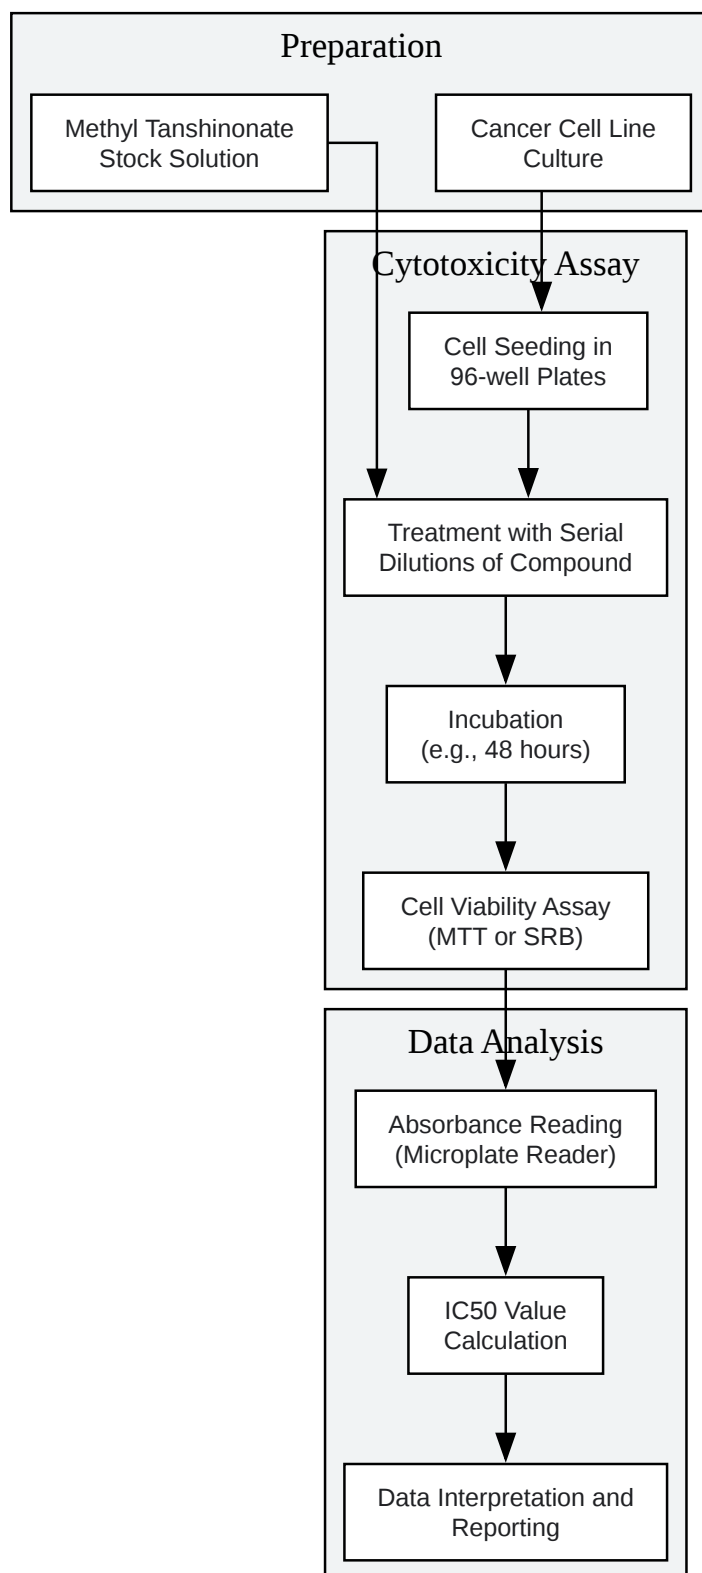 Preparation
Methyl Tanshinonate
Stock Solution
Cancer Cell Line
Culture
Cytotoxicity Assay
Cell Seeding in
96-well Plates
Treatment with Serial
Dilutions of Compound
Incubation
(e.g., 48 hours)
Cell Viability Assay
(MTT or SRB)
Data Analysis
Absorbance Reading
(Microplate Reader)
IC50 Value
Calculation
Data Interpretation and
Reporting